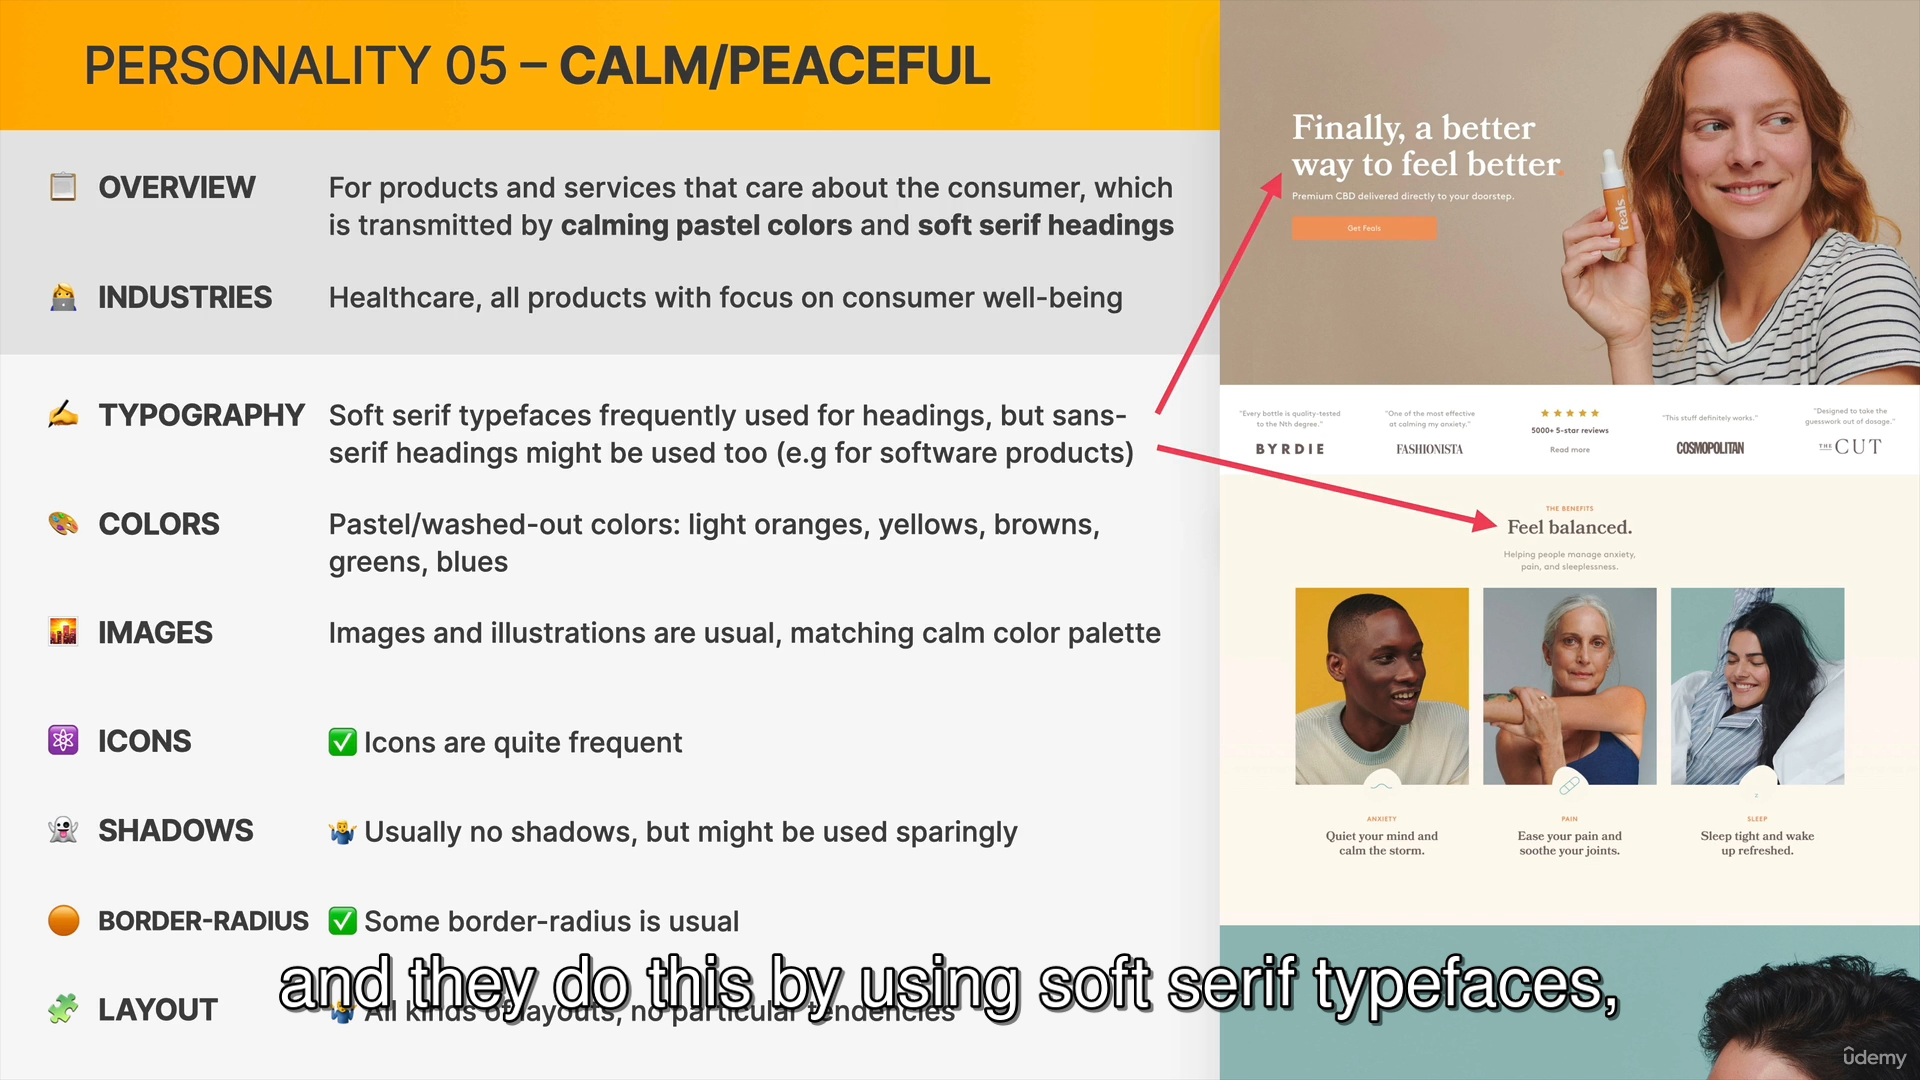 PERSONALITY 05 – CALM/PEACEFUL
OVERVIEW
For products and services that care about the consumer, which
is transmitted by calming pastel colors and soft serif headings
INDUSTRIES
Healthcare, all products with focus on consumer well-being
TYPOGRAPHY
Soft serif typefaces frequently used for headings, but sans-
serif headings might be used too (e.g for software products)
COLORS
Pastel/washed-out colors: light oranges, yellows, browns,
greens, blues
IMAGES
Images and illustrations are usual, matching calm color palette
ICONS
Icons are quite frequent
SHADOWS
Usually no shadows, but might be used sparingly
BORDER-RADIUS
Some border-radius is usual
LAYOUT
All kinds of layouts, no particular tendencies
and they do this by using soft serif typefaces,
Finally, a better
way to feel better.
Premium CBD delivered directly to your doorstep.
Get Feals
feals
"Every bottle is quality-tested
to the Nth degree."
BYRDIE
"One of the most effective
at calming my anxiety."
FASHIONISTA
5000+ 5-star reviews
Read more
"This stuff definitely works."
COSMOPOLITAN
"Designed to take the
guesswork out of dosage."
THE CUT
THE BENEFITS
Feel balanced.
Helping people manage anxiety,
pain, and sleeplessness.
ANXIETY
Quiet your mind and
calm the storm.
PAIN
Ease your pain and
soothe your joints.
z
SLEEP
Sleep tight and wake
up refreshed.
ûdemy